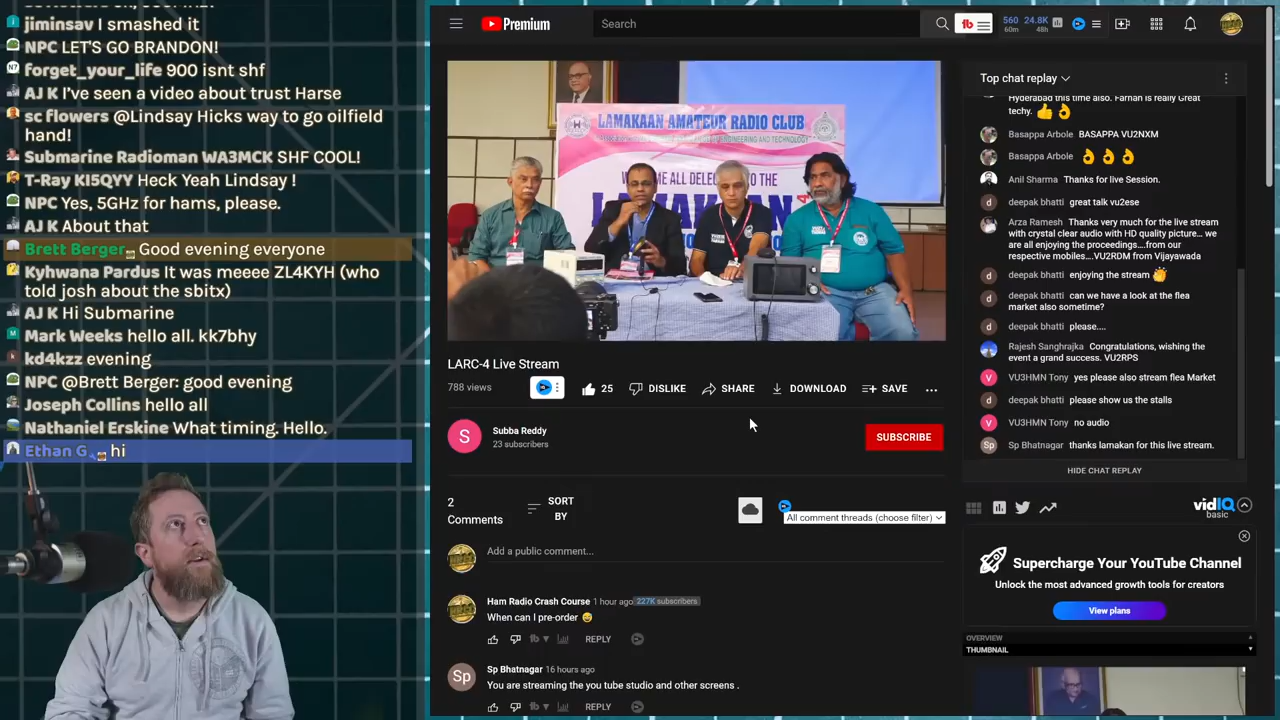 jiminsav I smashed it
NPC LET'S GO BRANDON!
forget_your_life 900 isnt shf
AJ K I've seen a video about trust Harse
sc flowers @Lindsay Hicks way to go oilfield
hand!
Submarine Radioman WA3MCK SHF COOL!
T-Ray KI5QYY Heck Yeah Lindsay !
NPC Yes, 5GHz for hams, please.
AJ K About that
Brett Berger Good evening everyone
Kyhwana Pardus It was meeee ZL4KYH (who
told josh about the sbitx)
AJ K Hi Submarine
Mark Weeks hello all. kk7bhy
kd4kzz evening
NPC @Brett Berger: good evening
Joseph Collins hello all
Nathaniel Erskine What timing. Hello.
Ethan G hi
Premium
Search
560 24.8K
60m 48h
LAMAKAAN AMATEUR RADIO CLUB
LARC-4 Live Stream
788 views
25
DISLIKE
SHARE
DOWNLOAD
SAVE
S
Subba Reddy
23 subscribers
SUBSCRIBE
2
Comments
SORT
BY
All comment threads (choose filter)
Add a public comment...
Ham Radio Crash Course 1 hour ago 227K subscribers
When can I pre-order 😅
REPLY
Sp
Sp Bhatnagar 16 hours ago
You are streaming the you tube studio and other screens .
REPLY
Top chat replay
Hyderabad this time also. Farhan is really Great
techy. 👍👌
Basappa Arbole BASAPPA VU2NXM
Basappa Arbole 👌👌👌
Anil Sharma Thanks for live Session.
d deepak bhatti great talk vu2ese
Arza Ramesh Thanks very much for the live stream
with crystal clear audio with HD quality picture... we
are all enjoying the proceedings....from our
respective mobiles...VU2RDM from Vijayawada
d deepak bhatti enjoying the stream 👏
d deepak bhatti can we have a look at the flea
market also sometime?
d deepak bhatti please....
Rajesh Sanghrajka Congratulations, wishing the
event a grand success. VU2RPS
V VU3HMN Tony yes please also stream flea Market
d deepak bhatti please show us the stalls
V VU3HMN Tony no audio
Sp Sp Bhatnagar thanks lamakan for this live stream.
HIDE CHAT REPLAY
vidIQ
basic
Supercharge Your YouTube Channel
Unlock the most advanced growth tools for creators
View plans
OVERVIEW
THUMBNAIL